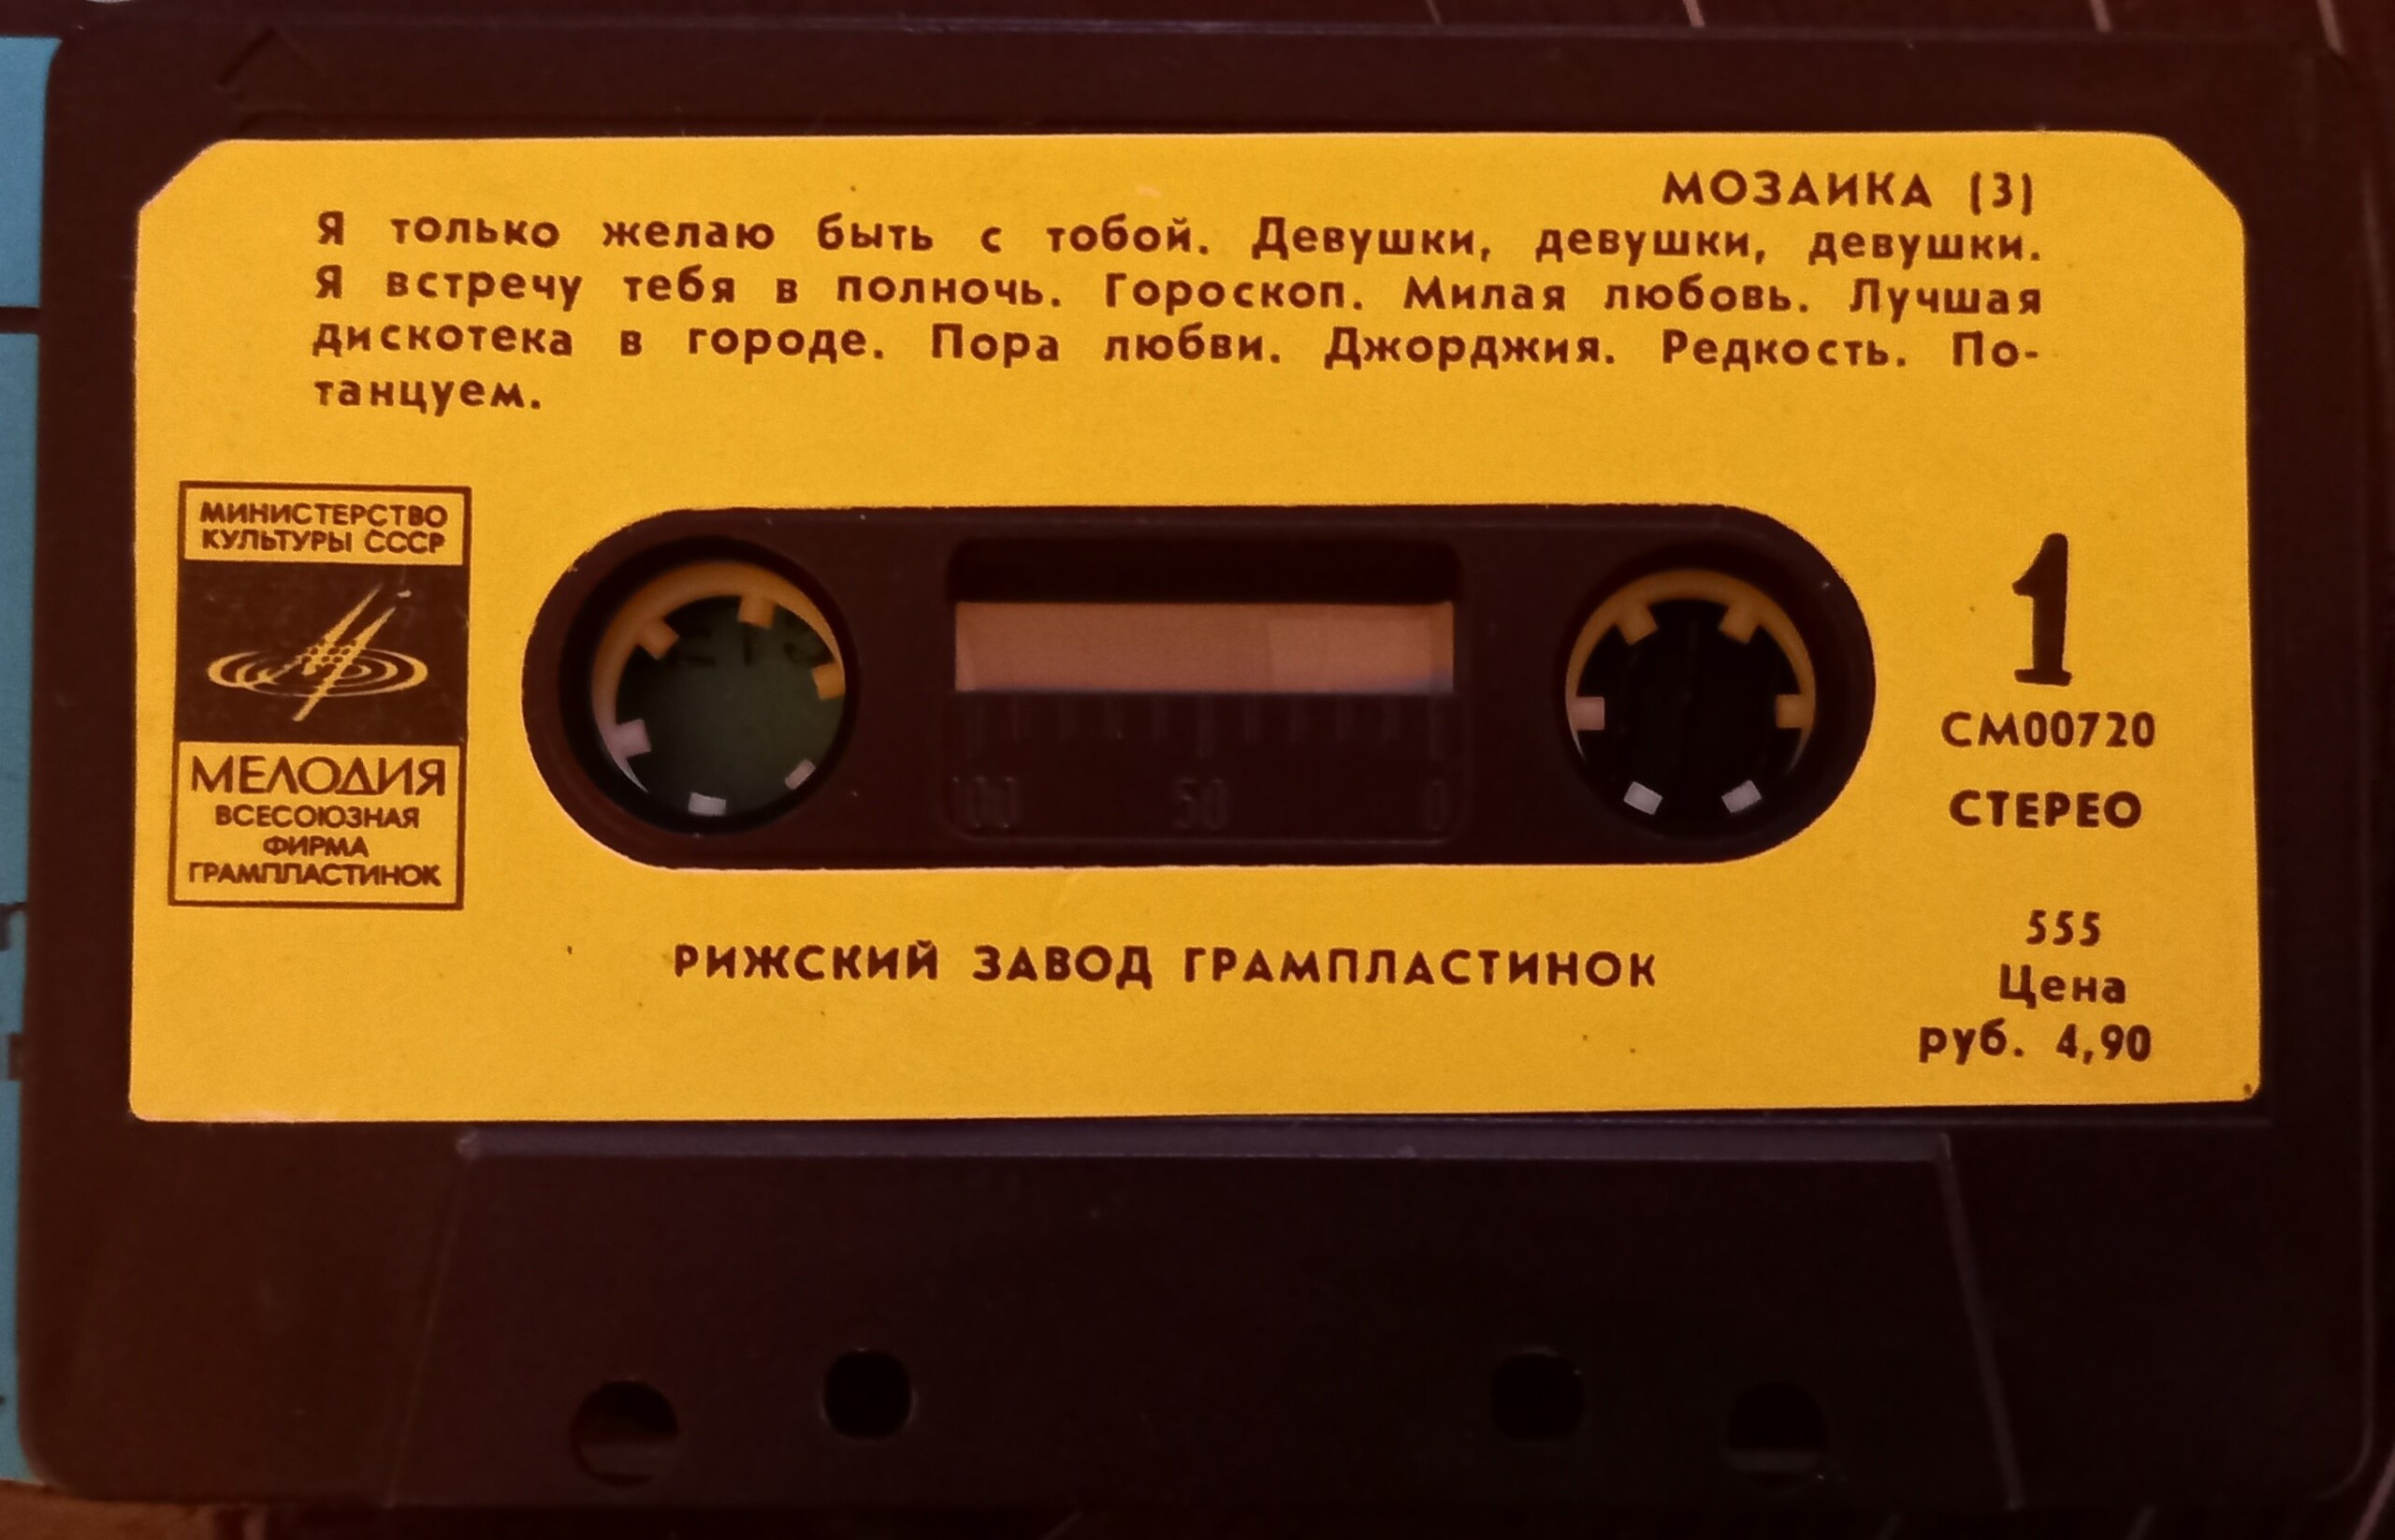 МОЗАИКА (3)
Я только желаю быть с тобой. Девушки, девушки, девушки.
Я встречу тебя в полночь. Гороскоп. Милая любовь. Лучшая
дискотека в городе. Пора любви. Джорджия. Редкость. По-
танцуем.
МИНИСТЕРСТВО
КУЛЬТУРЫ СССР
МЕЛОДИЯ
ВСЕСОЮЗНАЯ
ФИРМА
ГРАМПЛАСТИНОК
100 50 0
1
СМ00720
СТЕРЕО
РИЖСКИЙ ЗАВОД ГРАМПЛАСТИНОК
555
Цена
руб. 4,90